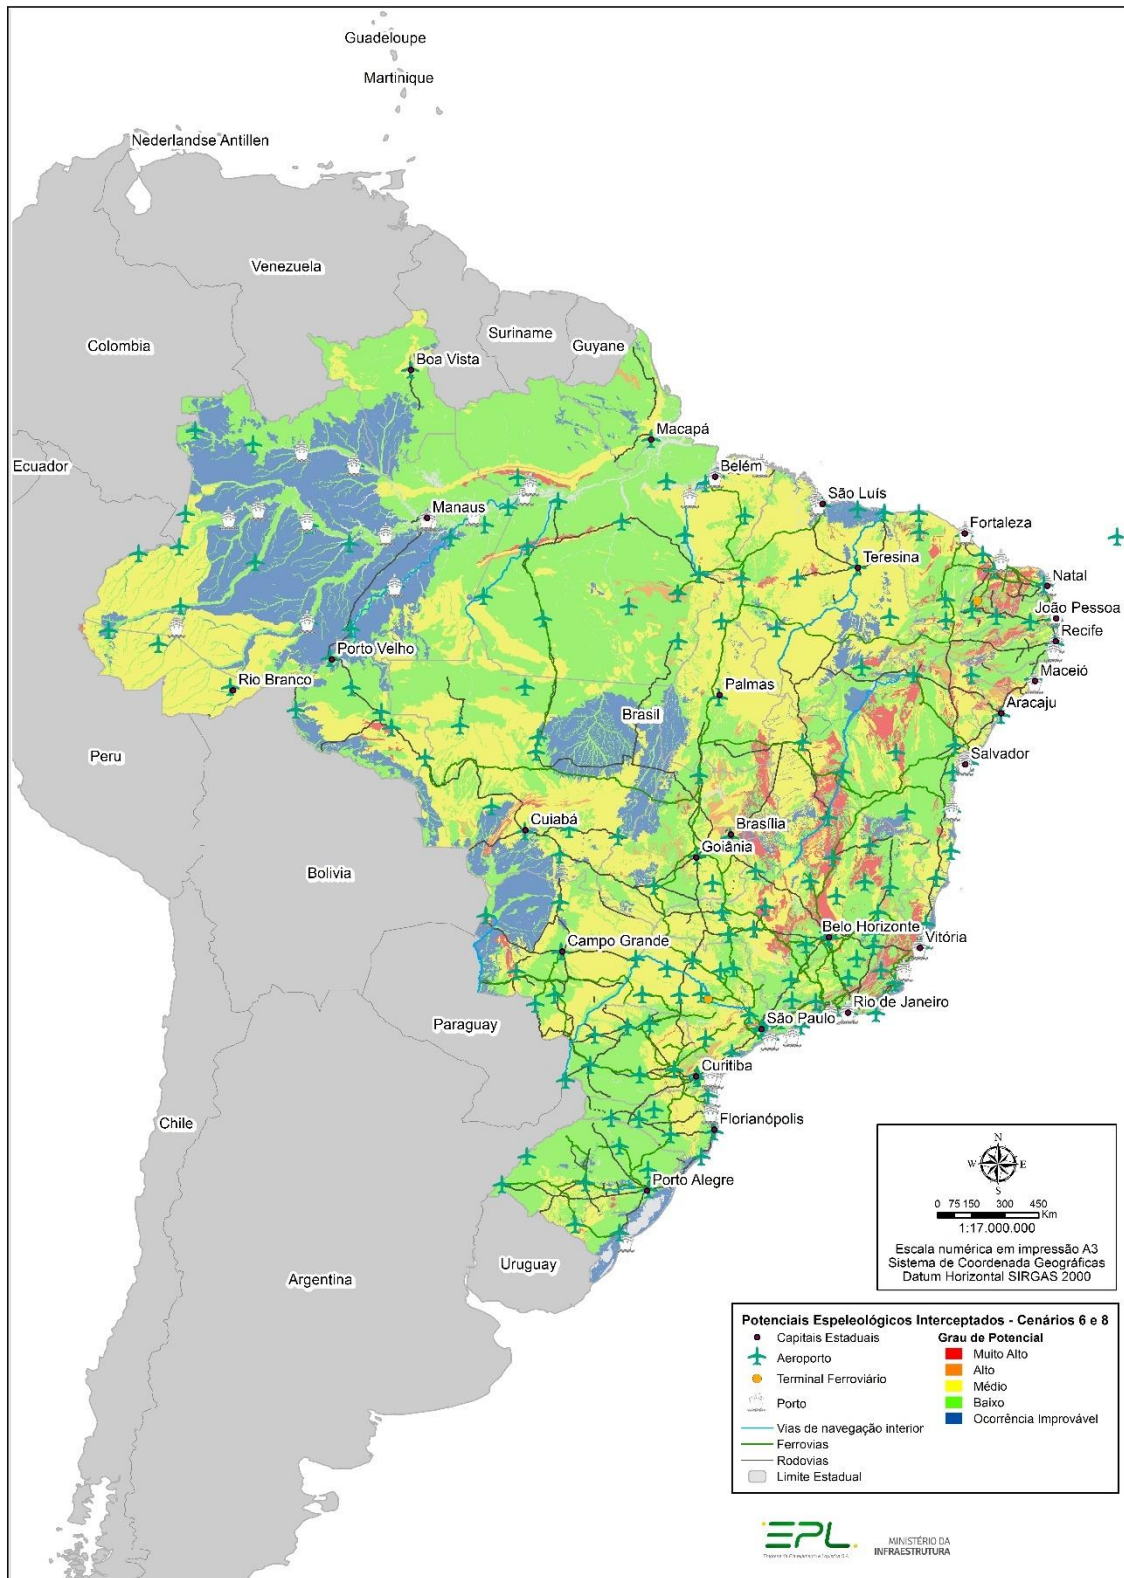 Guadeloupe
Martinique
Nederlandse Antillen
Venezuela
Suriname
Guyane
Colombia
Boa Vista
Macapá
Ecuador
Belém
São Luís
Manaus
Fortaleza
Teresina
Natal
João Pessoa
Recife
Porto Velho
Maceió
Rio Branco
Palmas
Aracaju
Brasil
Peru
Salvador
Cuiabá
Brasília
Goiânia
Bolivia
Belo Horizonte
Vitória
Campo Grande
Rio de Janeiro
Paraguay
São Paulo
Curitiba
Chile
Florianópolis
Porto Alegre
Uruguay
Argentina
N
W E
S
0 75 150 300 450
Km
1:17.000.000
Escala numérica em impressão A3
Sistema de Coordenada Geográficas
Datum Horizontal SIRGAS 2000
Potenciais Espeleológicos Interceptados - Cenários 6 e 8
Capitais Estaduais
Aeroporto
Terminal Ferroviário
Porto
Vias de navegação interior
Ferrovias
Rodovias
Limite Estadual
Grau de Potencial
Muito Alto
Alto
Médio
Baixo
Ocorrência Improvável
EPL
MINISTÉRIO DA
INFRAESTRUTURA